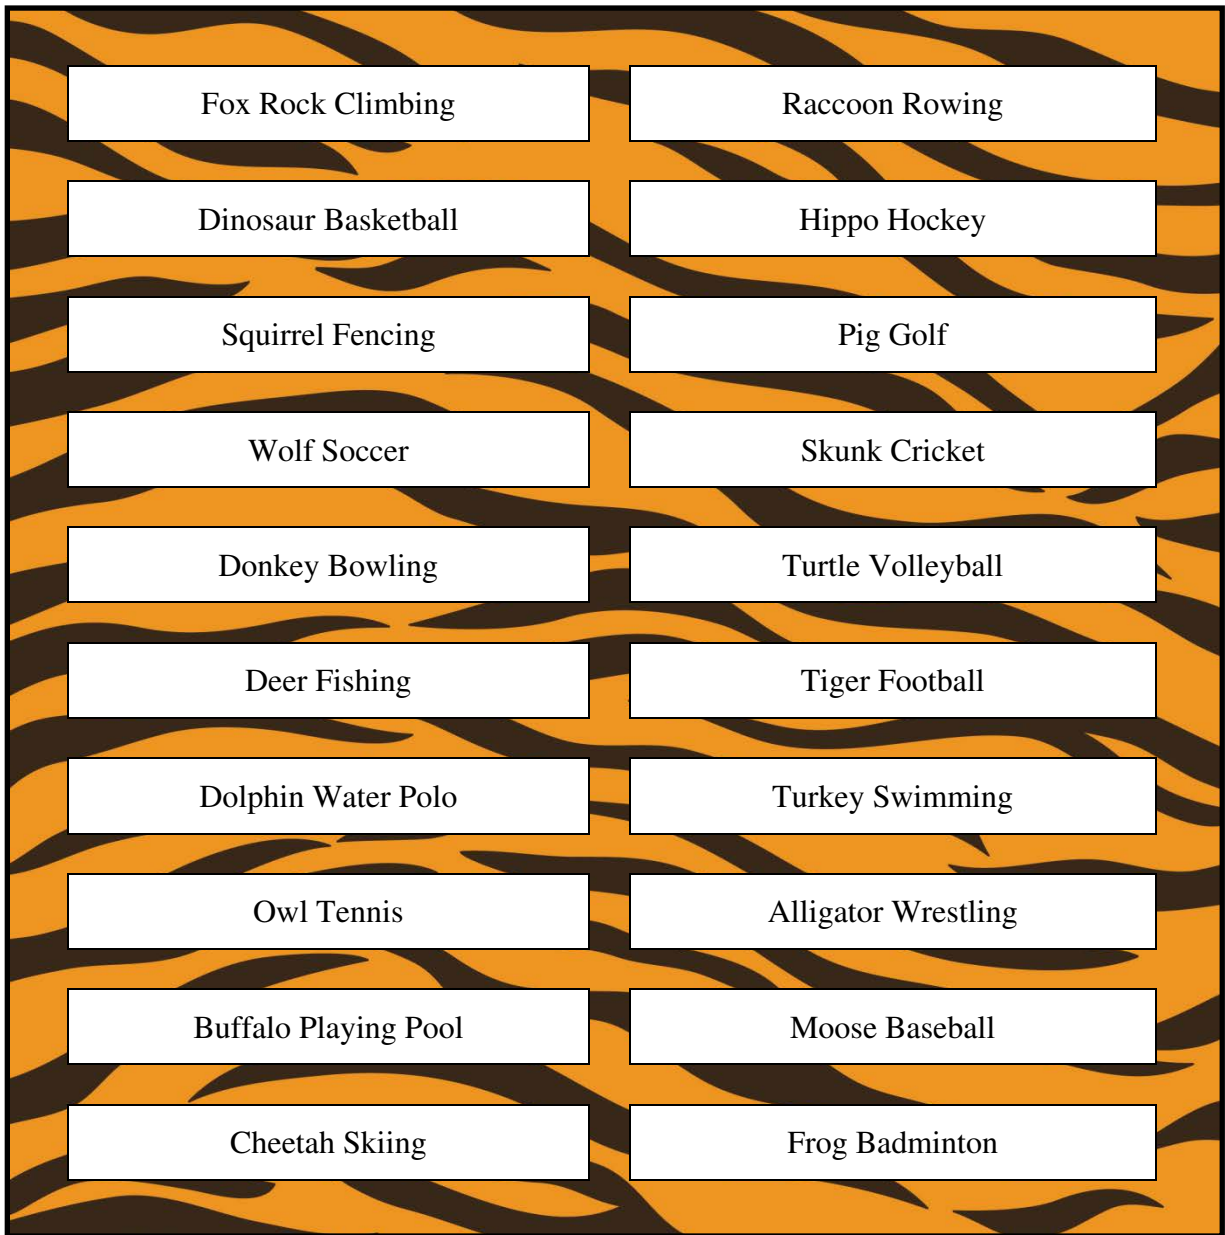 Fox Rock Climbing
Raccoon Rowing
Dinosaur Basketball
Hippo Hockey
Squirrel Fencing
Pig Golf
Wolf Soccer
Skunk Cricket
Donkey Bowling
Turtle Volleyball
Deer Fishing
Tiger Football
Dolphin Water Polo
Turkey Swimming
Owl Tennis
Alligator Wrestling
Buffalo Playing Pool
Moose Baseball
Cheetah Skiing
Frog Badminton